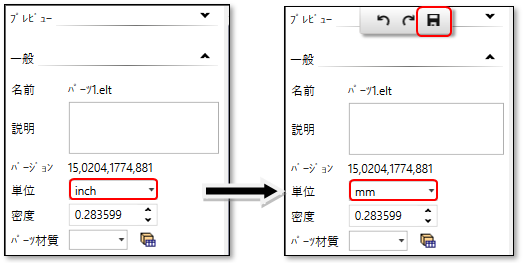 プレビュー
一般
名前 パーツ1.elt
説明
バージョン 15,0204,1774,881
単位 inch
密度 0.283599
パーツ材質
プレビュー
一般
名前 パーツ1.elt
説明
バージョン 15,0204,1774,881
単位 mm
密度 0.283599
パーツ材質